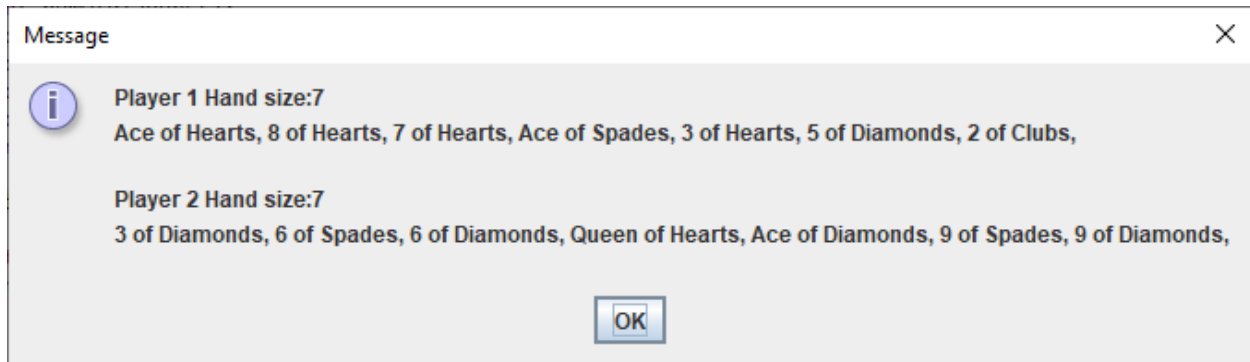 Message
Player 1 Hand size:7
Ace of Hearts, 8 of Hearts, 7 of Hearts, Ace of Spades, 3 of Hearts, 5 of Diamonds, 2 of Clubs,
Player 2 Hand size:7
3 of Diamonds, 6 of Spades, 6 of Diamonds, Queen of Hearts, Ace of Diamonds, 9 of Spades, 9 of Diamonds,
OK